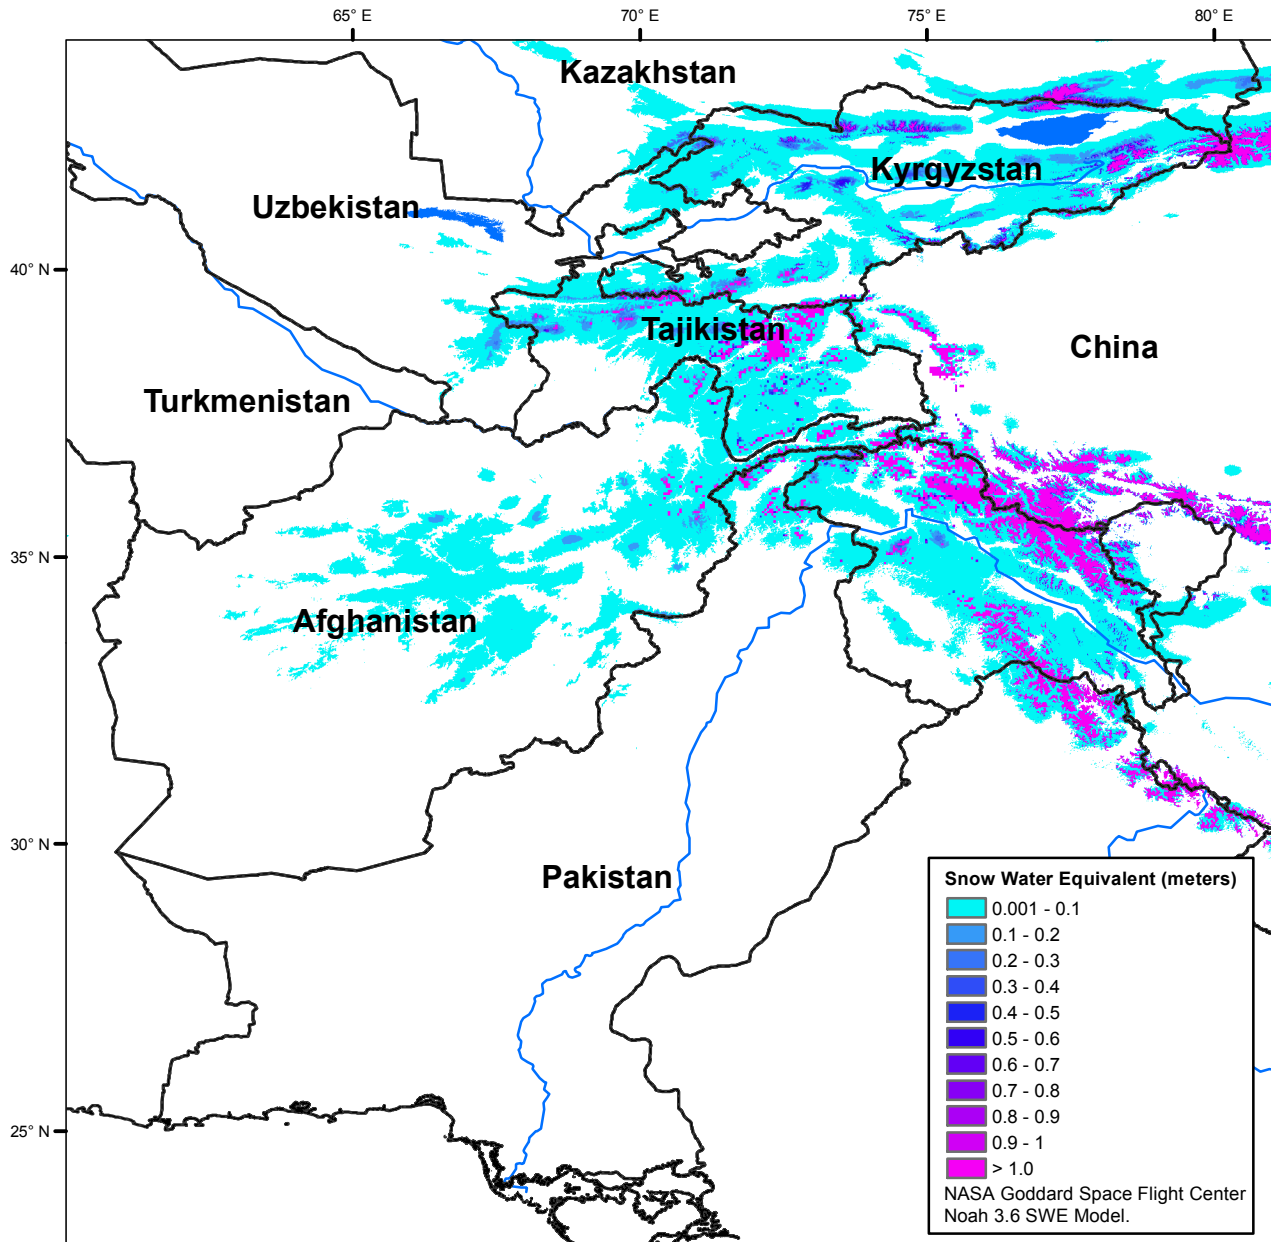 65° E
70° E
75° E
80° E
Kazakhstan
Kyrgyzstan
Uzbekistan
40° N
Tajikistan
China
Turkmenistan
35° N
Afghanistan
30° N
Pakistan
25° N
Snow Water Equivalent (meters)
0.001 - 0.1
0.1 - 0.2
0.2 - 0.3
0.3 - 0.4
0.4 - 0.5
0.5 - 0.6
0.6 - 0.7
0.7 - 0.8
0.8 - 0.9
0.9 - 1
> 1.0
NASA Goddard Space Flight Center
Noah 3.6 SWE Model.